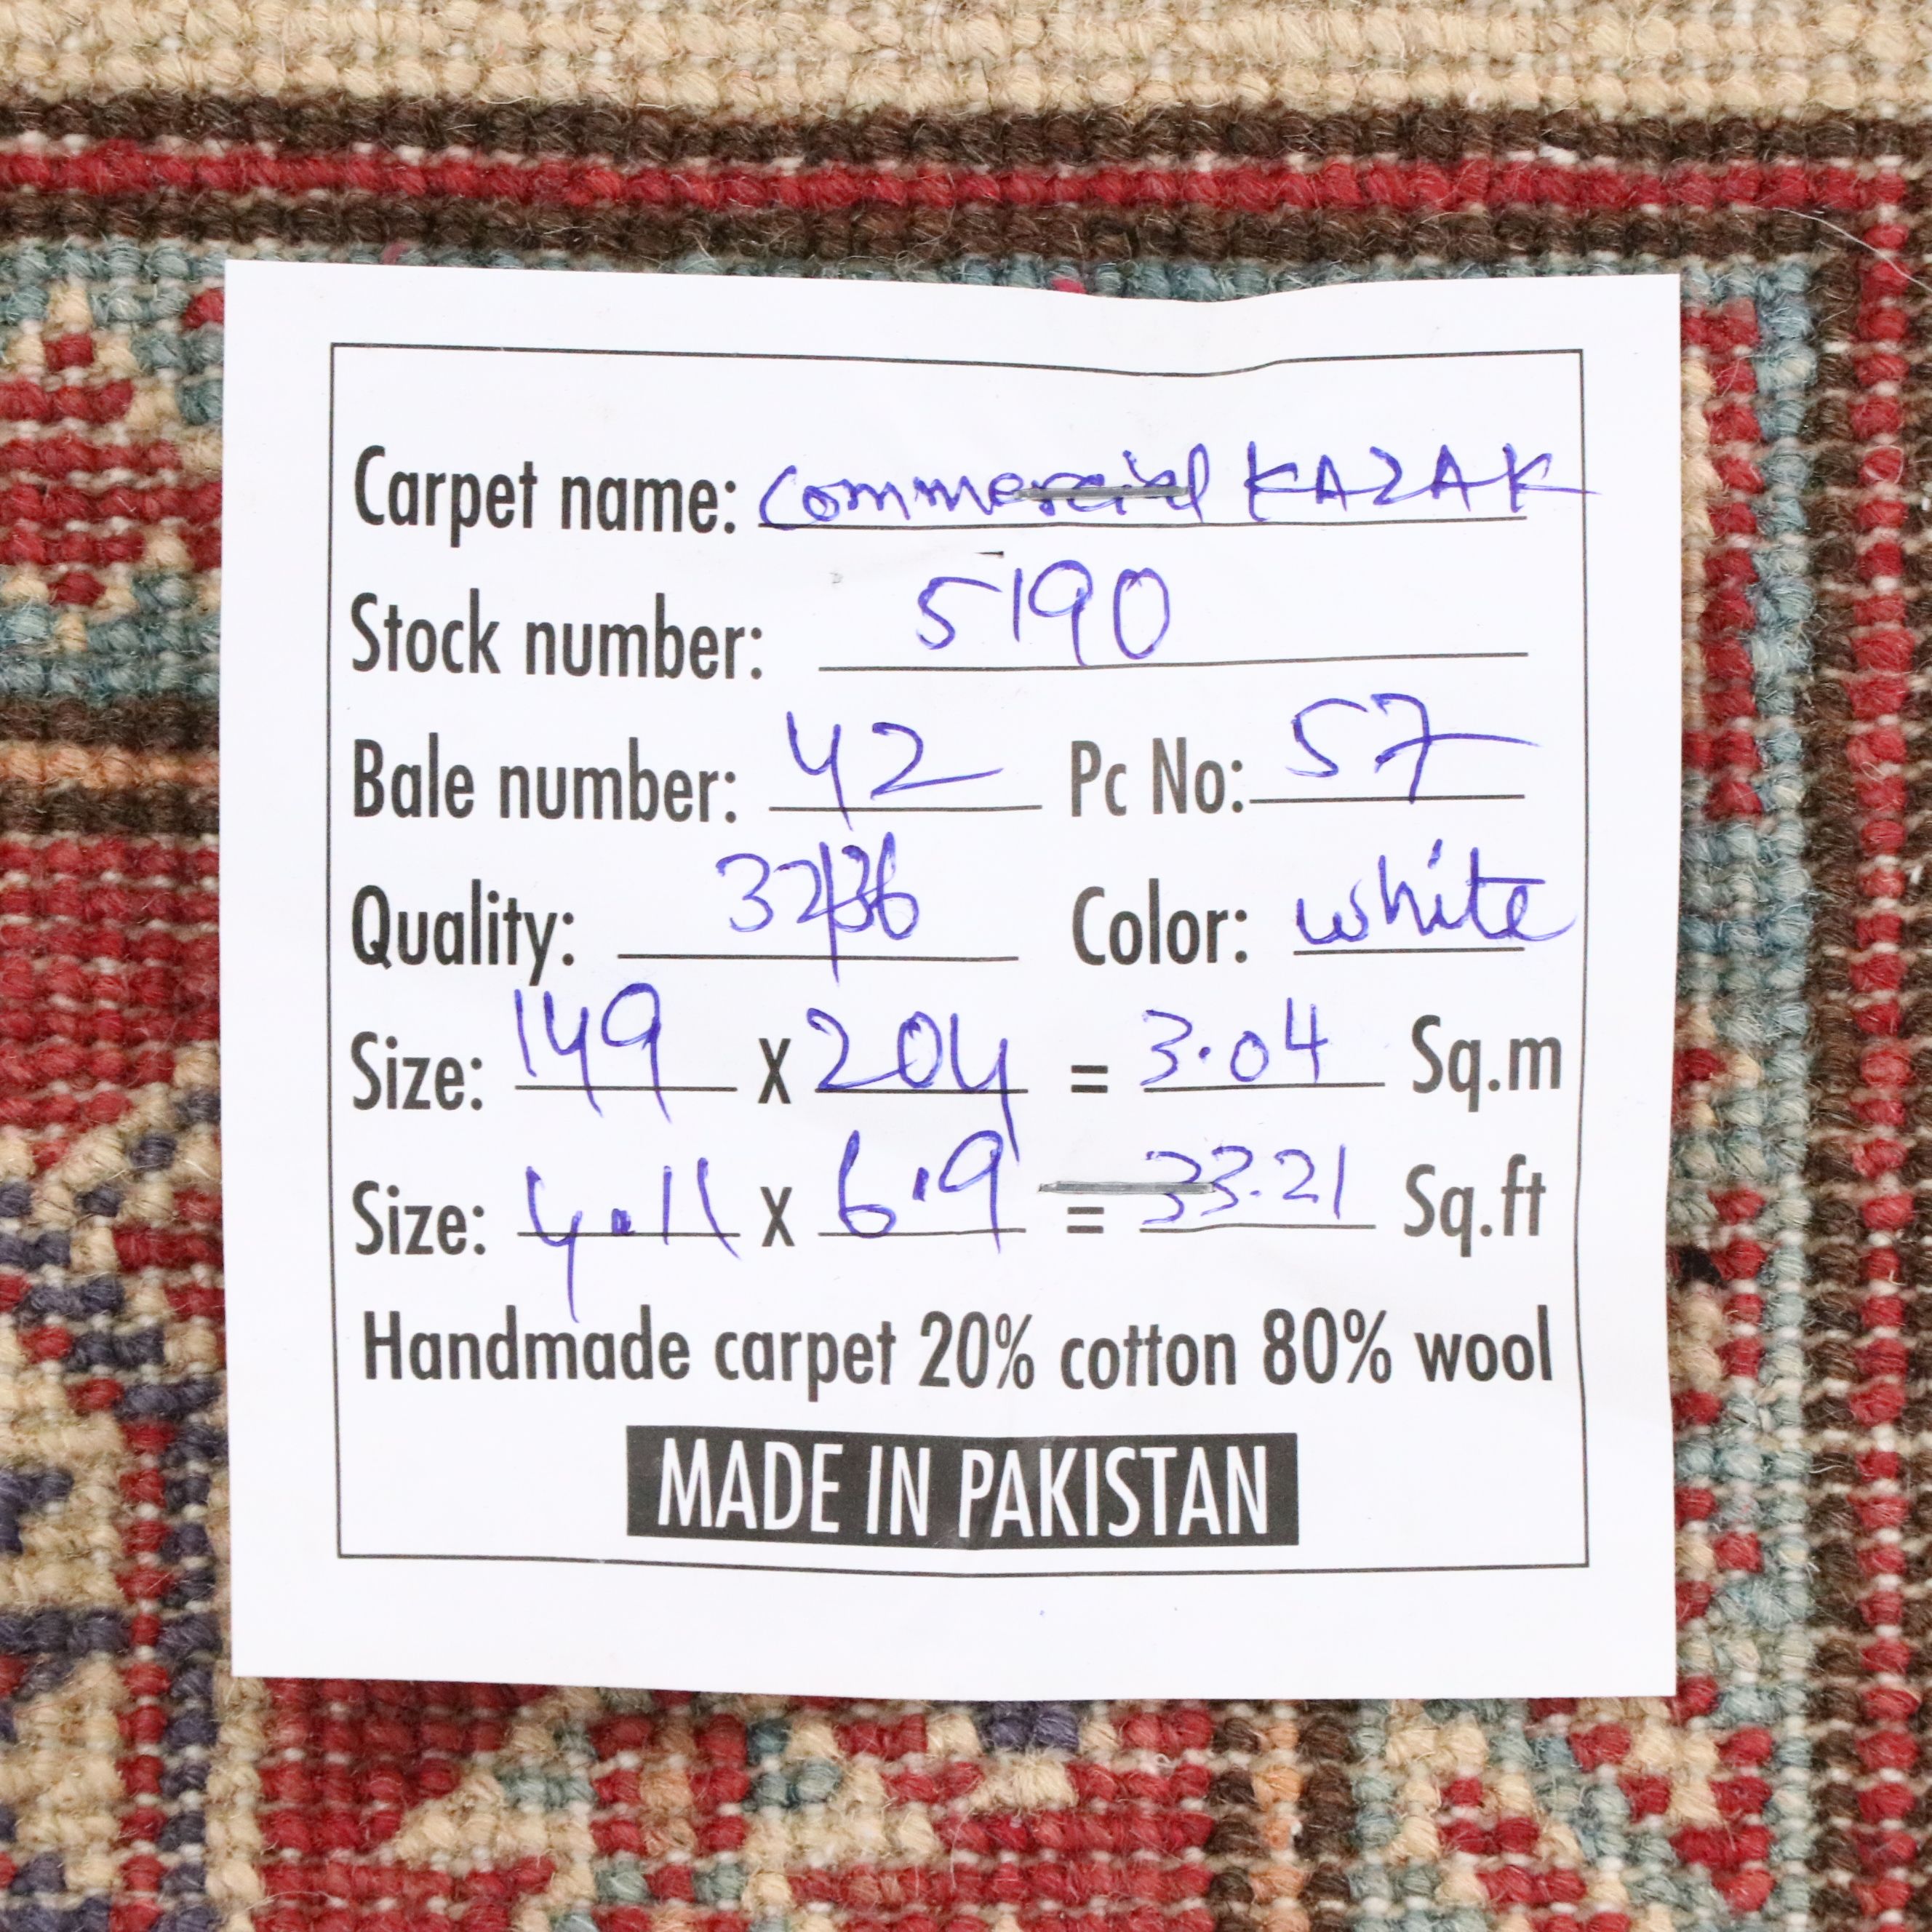 Carpet name: Commercial KAZAK
Stock number: 5190
Bale number: 42 Pc No: 57
Quality: 32/36 Color: white
Size: 149 X 204 = 3.04 Sq.m
Size: 4.11 X 6.9 = 33.21 Sq.ft
Handmade carpet 20% cotton 80% wool
MADE IN PAKISTAN